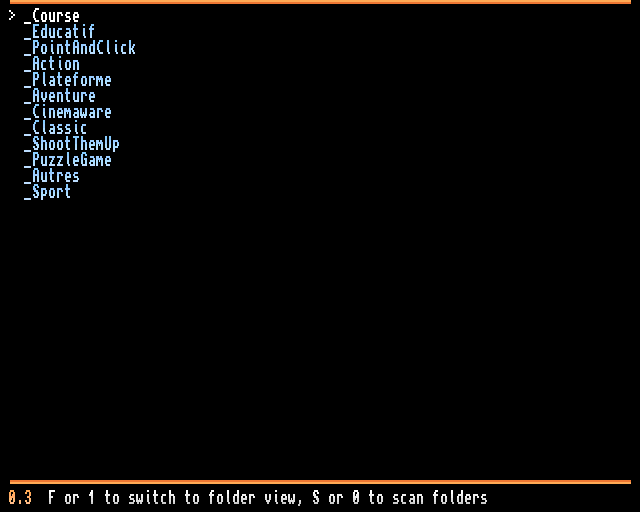 > _Course
_Educatif
_PointAndClick
_Action
_Plateforme
_Aventure
_Cinemaware
_Classic
_ShootThemUp
_PuzzleGame
_Autres
_Sport
0.3 F or 1 to switch to folder view, S or 0 to scan folders